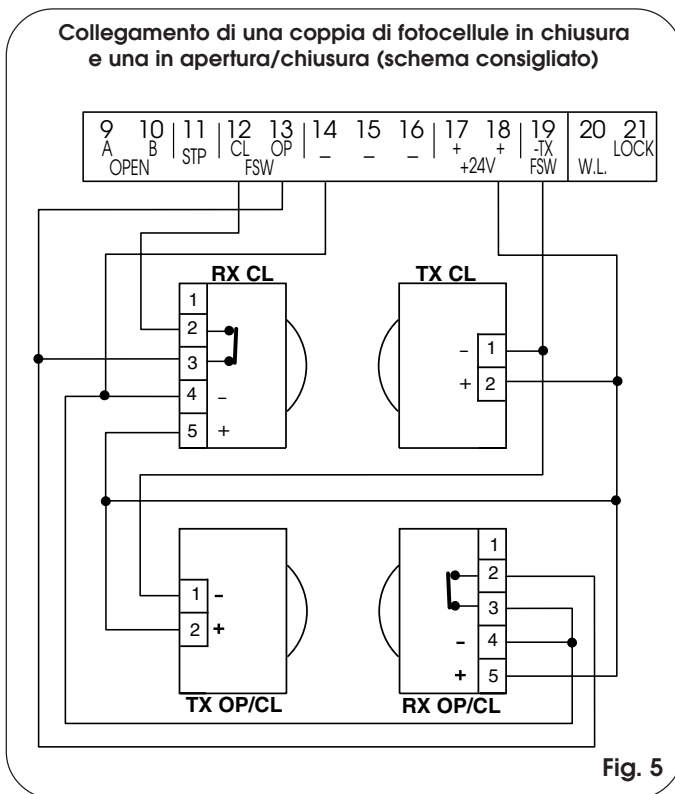 Collegamento di una coppia di fotocellule in chiusura
e una in apertura/chiusura (schema consigliato)
9 10 11 12 13 14 15 16 17 18 19 20 21
A B STP CL OP _ _ _ + + -TX LOCK
OPEN FSW +24V FSW W.L.
RX CL TX CL
1
2
3
4 –
5 +
– 1
+ 2
1 -
2 +
1
2
3
- 4
+ 5
TX OP/CL RX OP/CL
Fig. 5